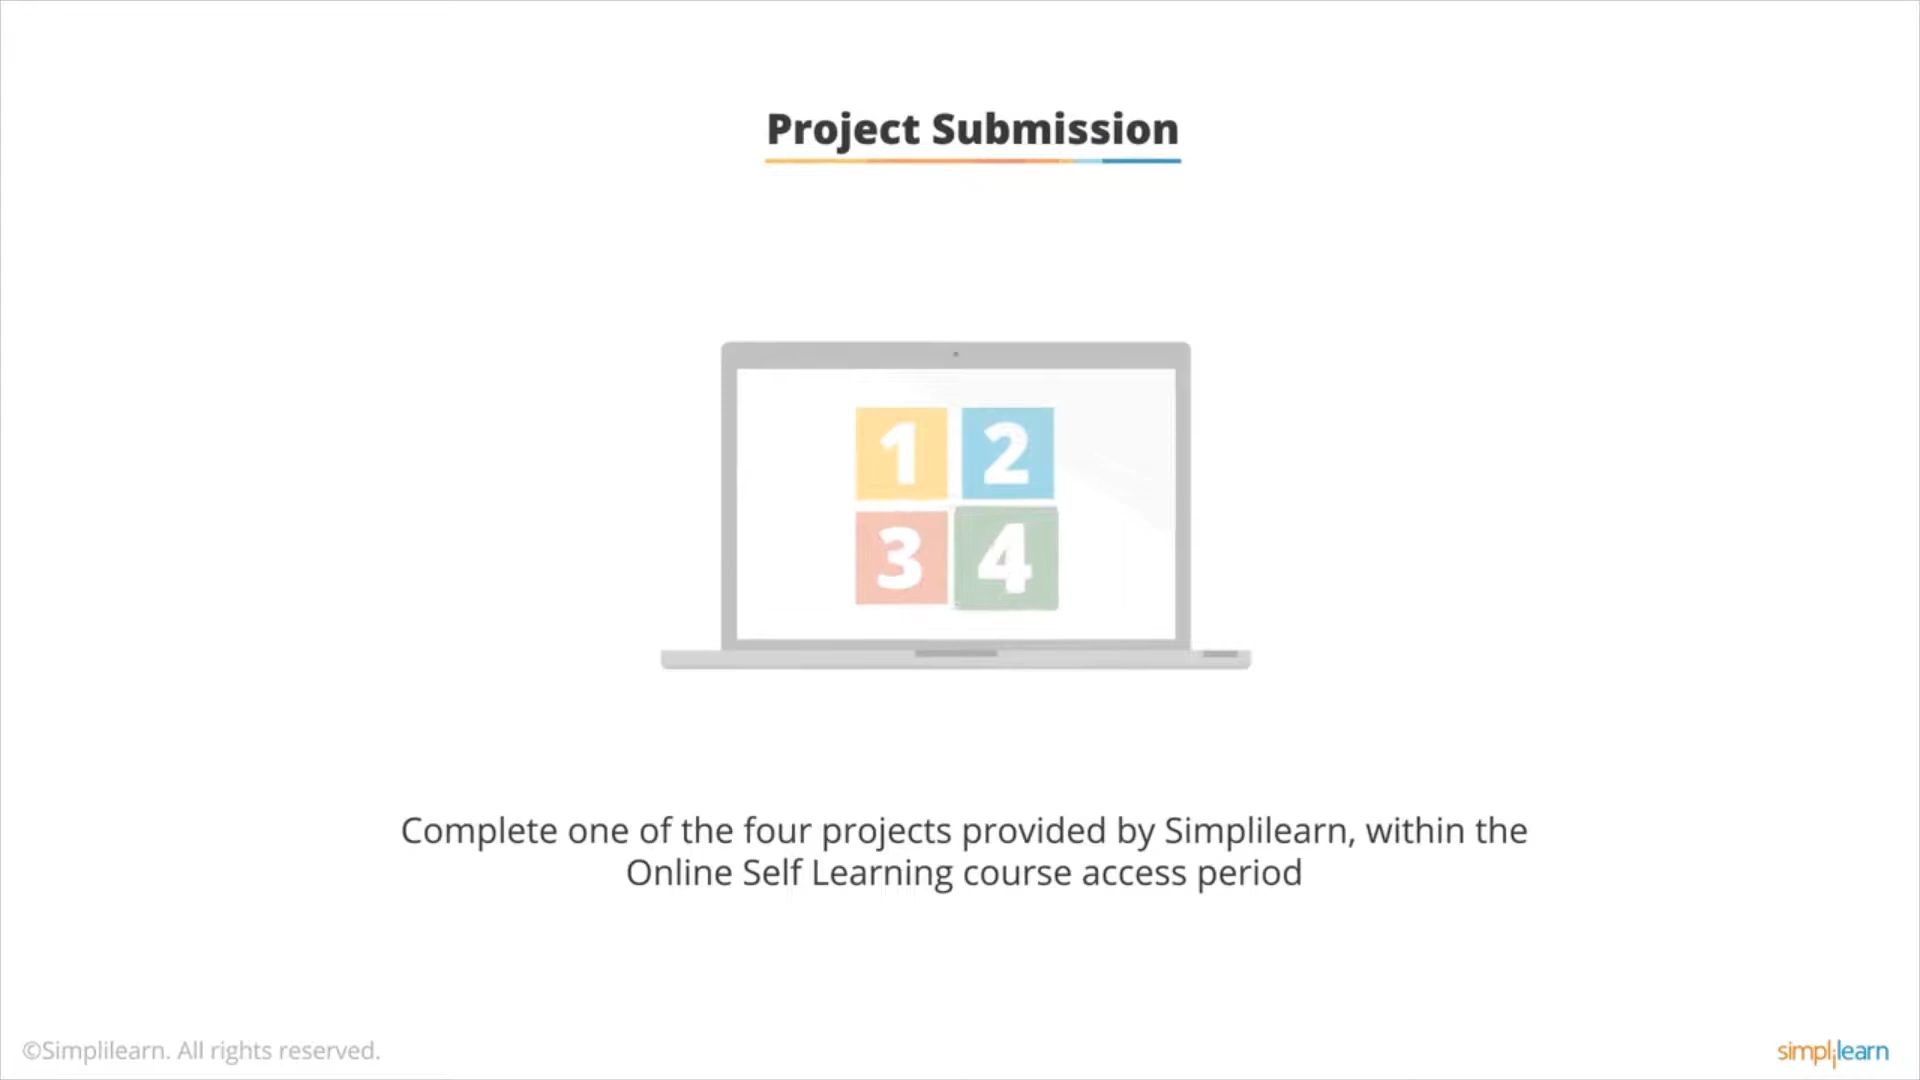 Project Submission
1 2
3 4
Complete one of the four projects provided by Simplilearn, within the
Online Self Learning course access period
©Simplilearn. All rights reserved.
simplilearn